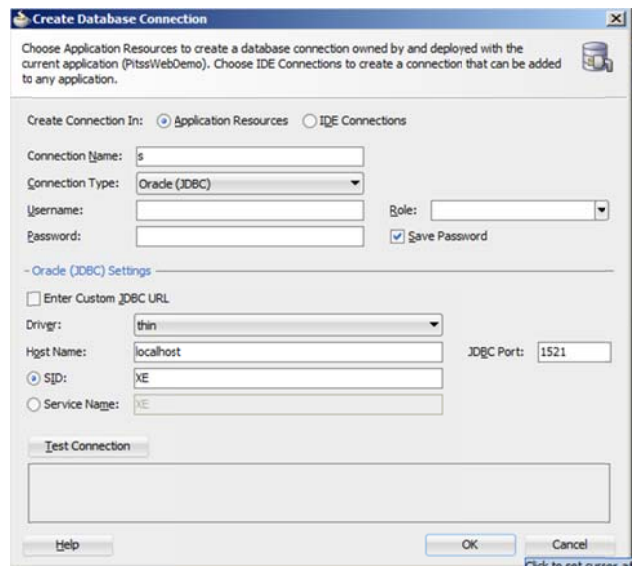 Create Database Connection
Choose Application Resources to create a database connection owned by and deployed with the
current application (PitssWebDemo). Choose IDE Connections to create a connection that can be added
to any application.
Create Connection In: Application Resources IDE Connections
Connection Name: s
Connection Type: Oracle (JDBC)
Username: Role:
Password: Save Password
Oracle (JDBC) Settings
Enter Custom JDBC URL
Driver: thin
Host Name: localhost JDBC Port: 1521
SID: XE
Service Name: XE
Test Connection
Help OK Cancel